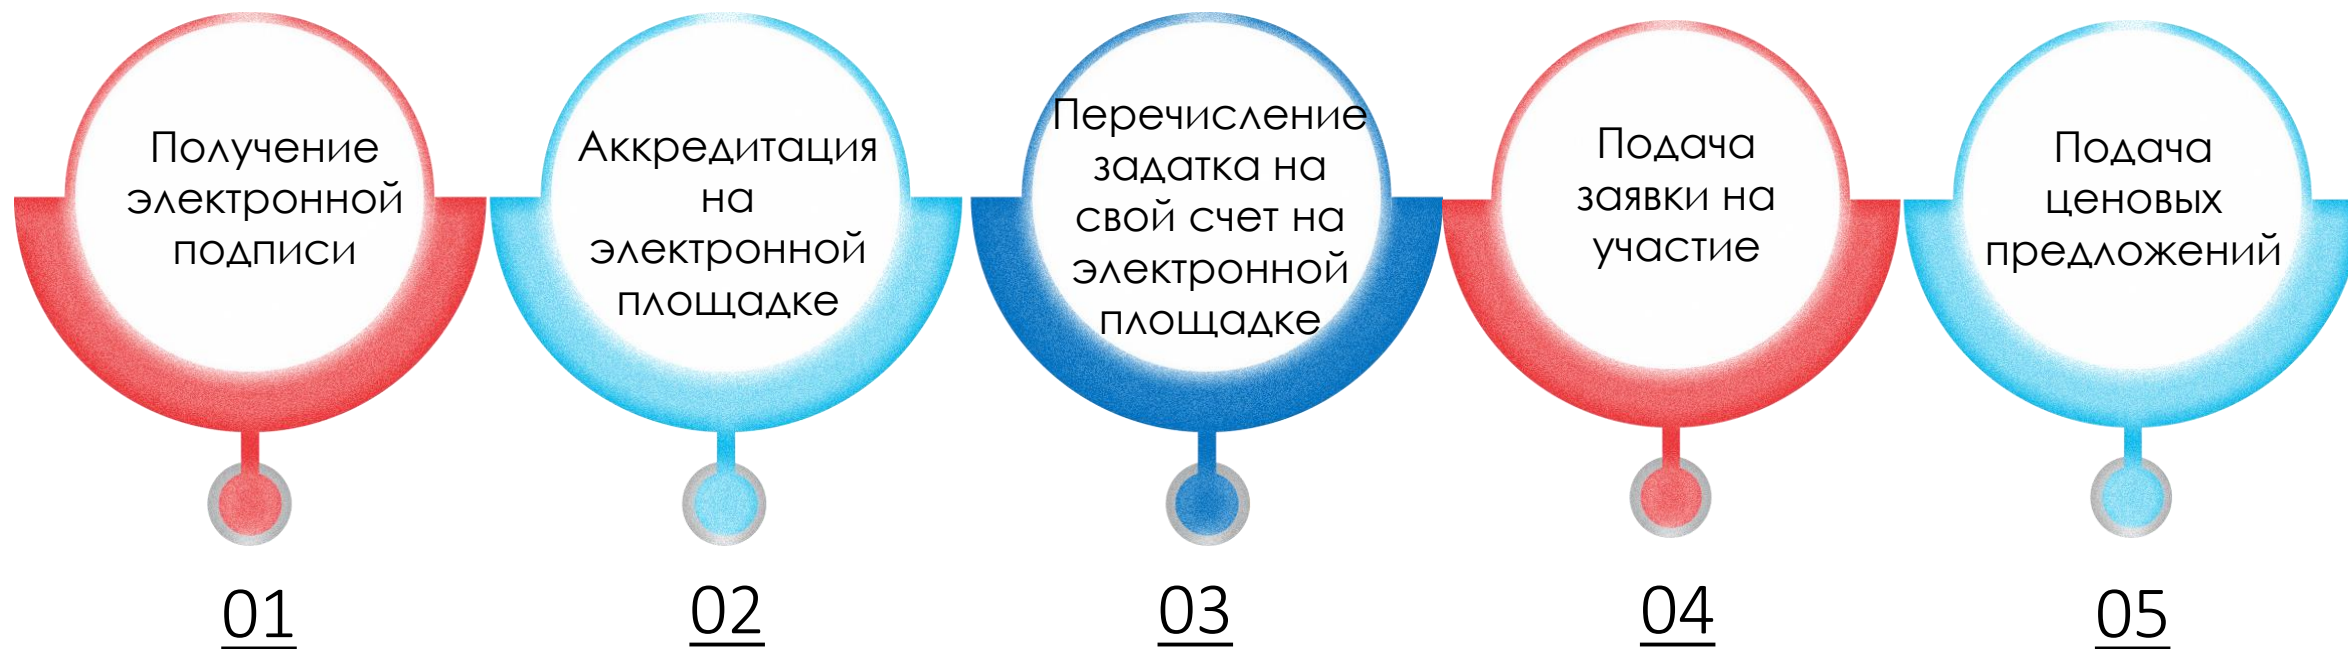 Получение
электронной
подписи
Аккредитация
на
электронной
площадке
Перечисление
задатка на
свой счет на
электронной
площадке
Подача
заявки на
участие
Подача
ценовых
предложений
01
02
03
04
05